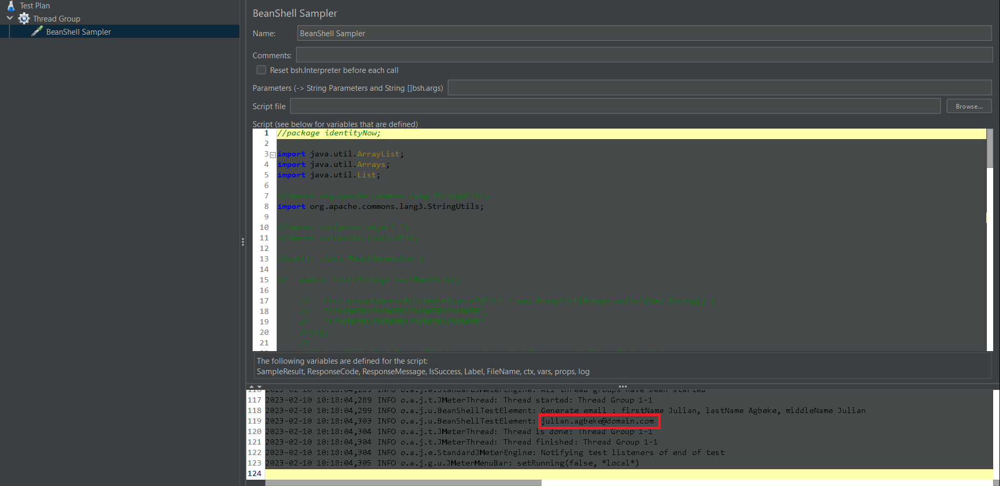 Test Plan
Thread Group
BeanShell Sampler
BeanShell Sampler
Name: BeanShell Sampler
Comments:
Reset bsh.Interpreter before each call
Parameters (-> String Parameters and String []bsh.args)
Script file
Browse...
Script (see below for variables that are defined)
1 //package identityNow;
2
3 import java.util.ArrayList;
4 import java.util.Arrays;
5 import java.util.List;
6
7 //import org.apache.commons.lang.StringUtils;
8 import org.apache.commons.lang3.StringUtils;
9
10 //import sailpoint.object.*;
11 //import sailpoint.tools.Util;
12
13 //public class EmailGenerator {
14
15 // public List<String>
16
17 // List = new ArrayList(Arrays.asList(new String[] {
18 // "12345678123456781234567812345678",
19 // "12345678123456781234567812345678"
20 //}));
21 //
The following variables are defined for the script:
SampleResult, ResponseCode, ResponseMessage, IsSuccess, Label, FileName, ctx, vars, props, log
116 2023-02-10 10:18:04,289 INFO o.a.j.e.StandardJMeterEngine: All thread groups have been started
117 2023-02-10 10:18:04,289 INFO o.a.j.t.JMeterThread: Thread started: Thread Group 1-1
118 2023-02-10 10:18:04,299 INFO o.a.j.u.BeanShellTestElement: Generate email : firstName Julian, lastName Agbeke, middleName Julian
119 2023-02-10 10:18:04,303 INFO o.a.j.u.BeanShellTestElement: julian.agbeke@domain.com
120 2023-02-10 10:18:04,304 INFO o.a.j.t.JMeterThread: Thread is done: Thread Group 1-1
121 2023-02-10 10:18:04,304 INFO o.a.j.t.JMeterThread: Thread finished: Thread Group 1-1
122 2023-02-10 10:18:04,304 INFO o.a.j.e.StandardJMeterEngine: Notifying test listeners of end of test
123 2023-02-10 10:18:04,305 INFO o.a.j.g.u.JMeterMenuBar: setRunning(false, *local*)
124